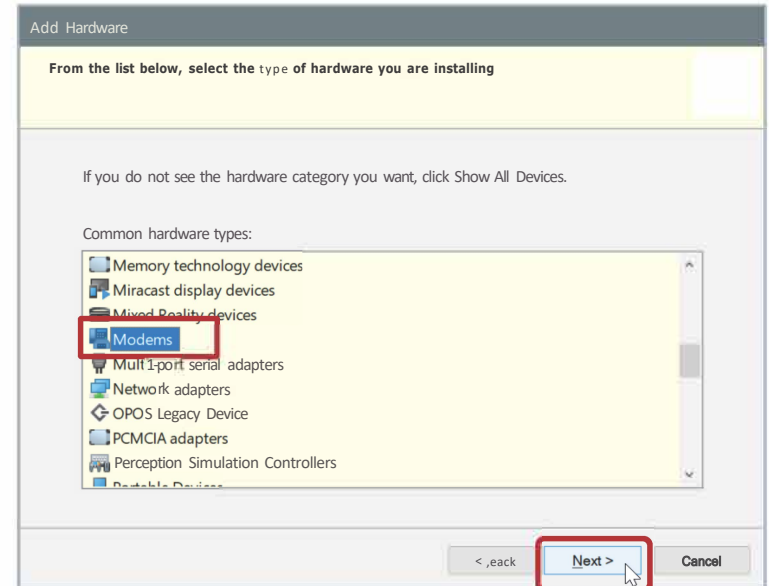 Add Hardware
From the list below, select the type of hardware you are installing
If you do not see the hardware category you want, click Show All Devices.
Common hardware types:
Memory technology devices
Miracast display devices
Mixed Reality devices
Modems
Mult1-port serial adapters
Network adapters
OPOS Legacy Device
PCMCIA adapters
Perception Simulation Controllers
Portable Devices
< ,eack Next > Cancel